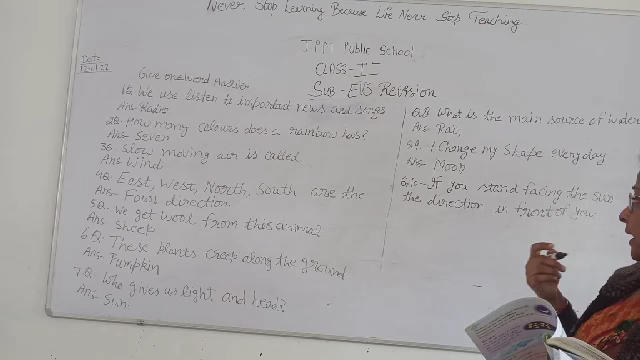 Never Stop Learning Because Life Never Stop Teaching
IPM Public School
CLASS-II
Sub-EVS Revision
Date
Give one word Answer
1Q. We use listen to important news and songs
Ans Radio
2Q. How many colours does a rainbow has?
Ans- Seven
3Q. Slow moving air is called
Ans Wind
4Q. East, West, North, South are the
Ans- Four direction.
5Q. We get wool from this animal?
Ans Sheep
6Q. These plants creep along the ground
Ans- Pumpkin
7Q. Who gives us light and heat?
Ans- Sun.
Q.8 What is the main source of water
Ans Rain
9Q. I Change my Shape everyday
Ans- Moon
If you stand facing the sun
the direction in front of you